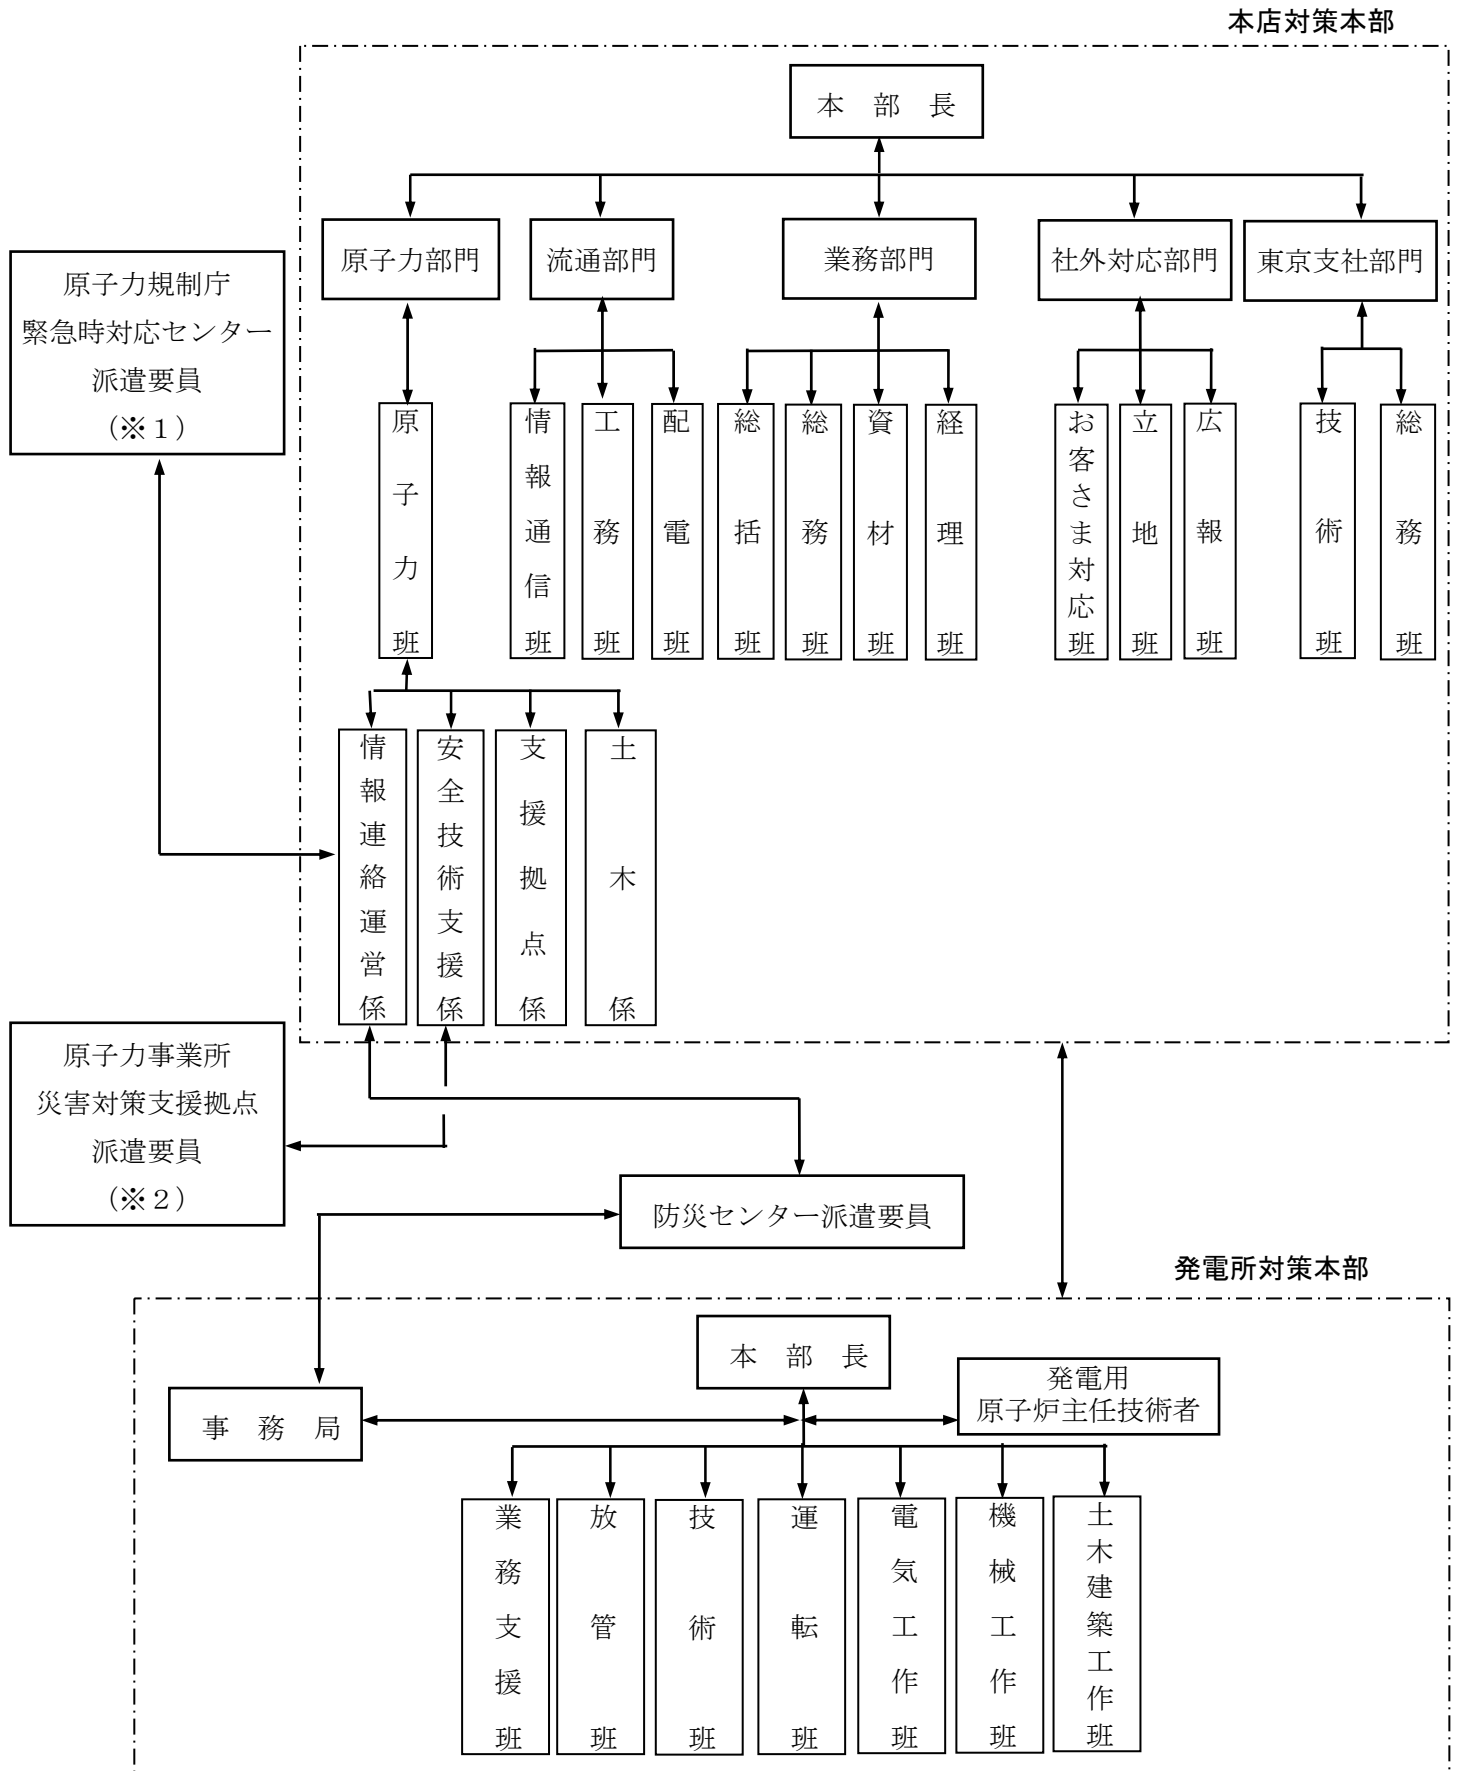 本店対策本部
本　部　長
原子力部門
流通部門
業務部門
社外対応部門
東京支社部門
原子力規制庁
緊急時対応センター
派遣要員
(※１)
原子力班
情報通信班
工務班
配電班
総括班
総務班
資材班
経理班
お客さま対応班
立地班
広報班
技術班
総務班
情報連絡運営係
安全技術支援係
支援拠点係
土木係
原子力事業所
災害対策支援拠点
派遣要員
(※２)
防災センター派遣要員
発電所対策本部
本　部　長
発電用
原子炉主任技術者
事　務　局
業務支援班
放管班
技術班
運転班
電気工作班
機械工作班
土木建築工作班